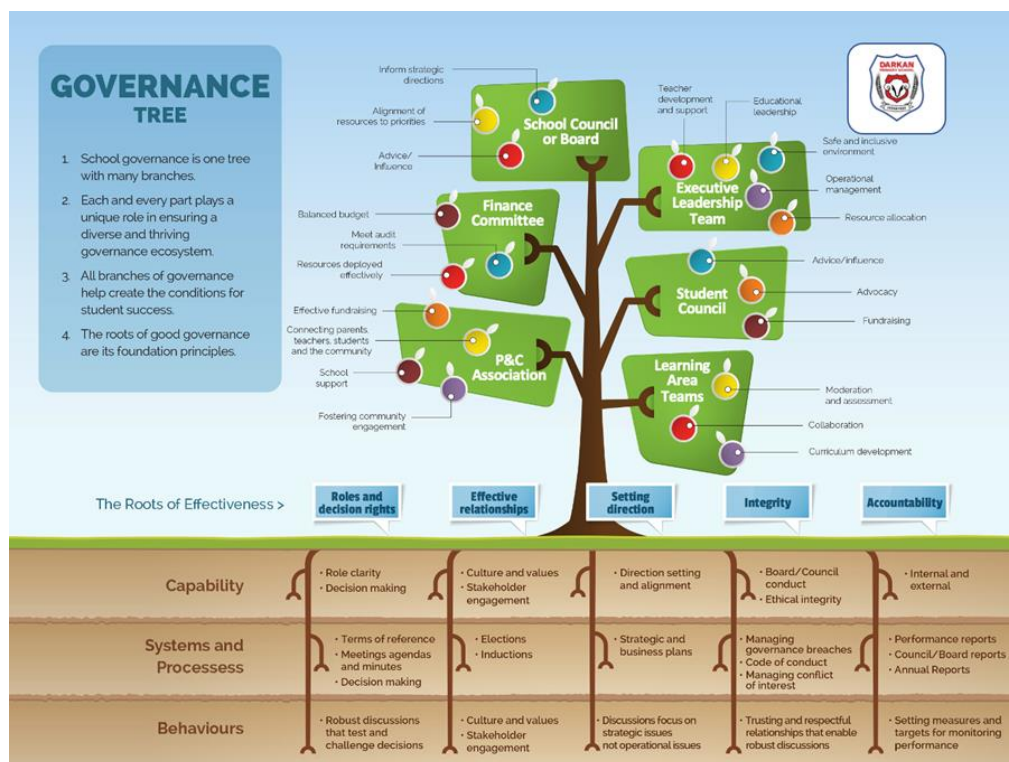 GOVERNANCE
TREE
1. School governance is one tree
with many branches.
2. Each and every part plays a
unique role in ensuring a
diverse and thriving
governance ecosystem.
3. All branches of governance
help create the conditions for
student success.
4. The roots of good governance
are its foundation principles.
DARKAN
PRIMARY SCHOOL
Inform strategic
directions
Alignment of
resources to priorities
Advice/
Influence
School Council
or Board
Teacher
development
and support
Educational
leadership
Safe and inclusive
environment
Operational
management
Resource allocation
Executive
Leadership
Team
Balanced budget
Meet audit
requirements
Resources deployed
effectively
Finance
Committee
Advice/influence
Advocacy
Fundraising
Student
Council
Effective fundraising
Connecting parents,
teachers, students
and the community
School
support
Fostering community
engagement
P&C
Association
Learning
Area
Teams
Moderation
and assessment
Collaboration
Curriculum development
The Roots of Effectiveness >
Roles and
decision rights
Effective
relationships
Setting
direction
Integrity
Accountability
Capability
• Role clarity
• Decision making
• Culture and values
• Stakeholder
engagement
• Direction setting
and alignment
• Board/Council
conduct
• Ethical integrity
• Internal and
external
Systems and
Processess
• Terms of reference
• Meetings agendas
and minutes
• Decision making
• Elections
• Inductions
• Strategic and
business plans
• Managing
governance breaches
• Code of conduct
• Managing conflict
of interest
• Performance reports
• Council/Board reports
• Annual Reports
Behaviours
• Robust discussions
that test and
challenge decisions
• Culture and values
• Stakeholder
engagement
• Discussions focus on
strategic issues
not operational issues
• Trusting and respectful
relationships that enable
robust discussions
• Setting measures and
targets for monitoring
performance